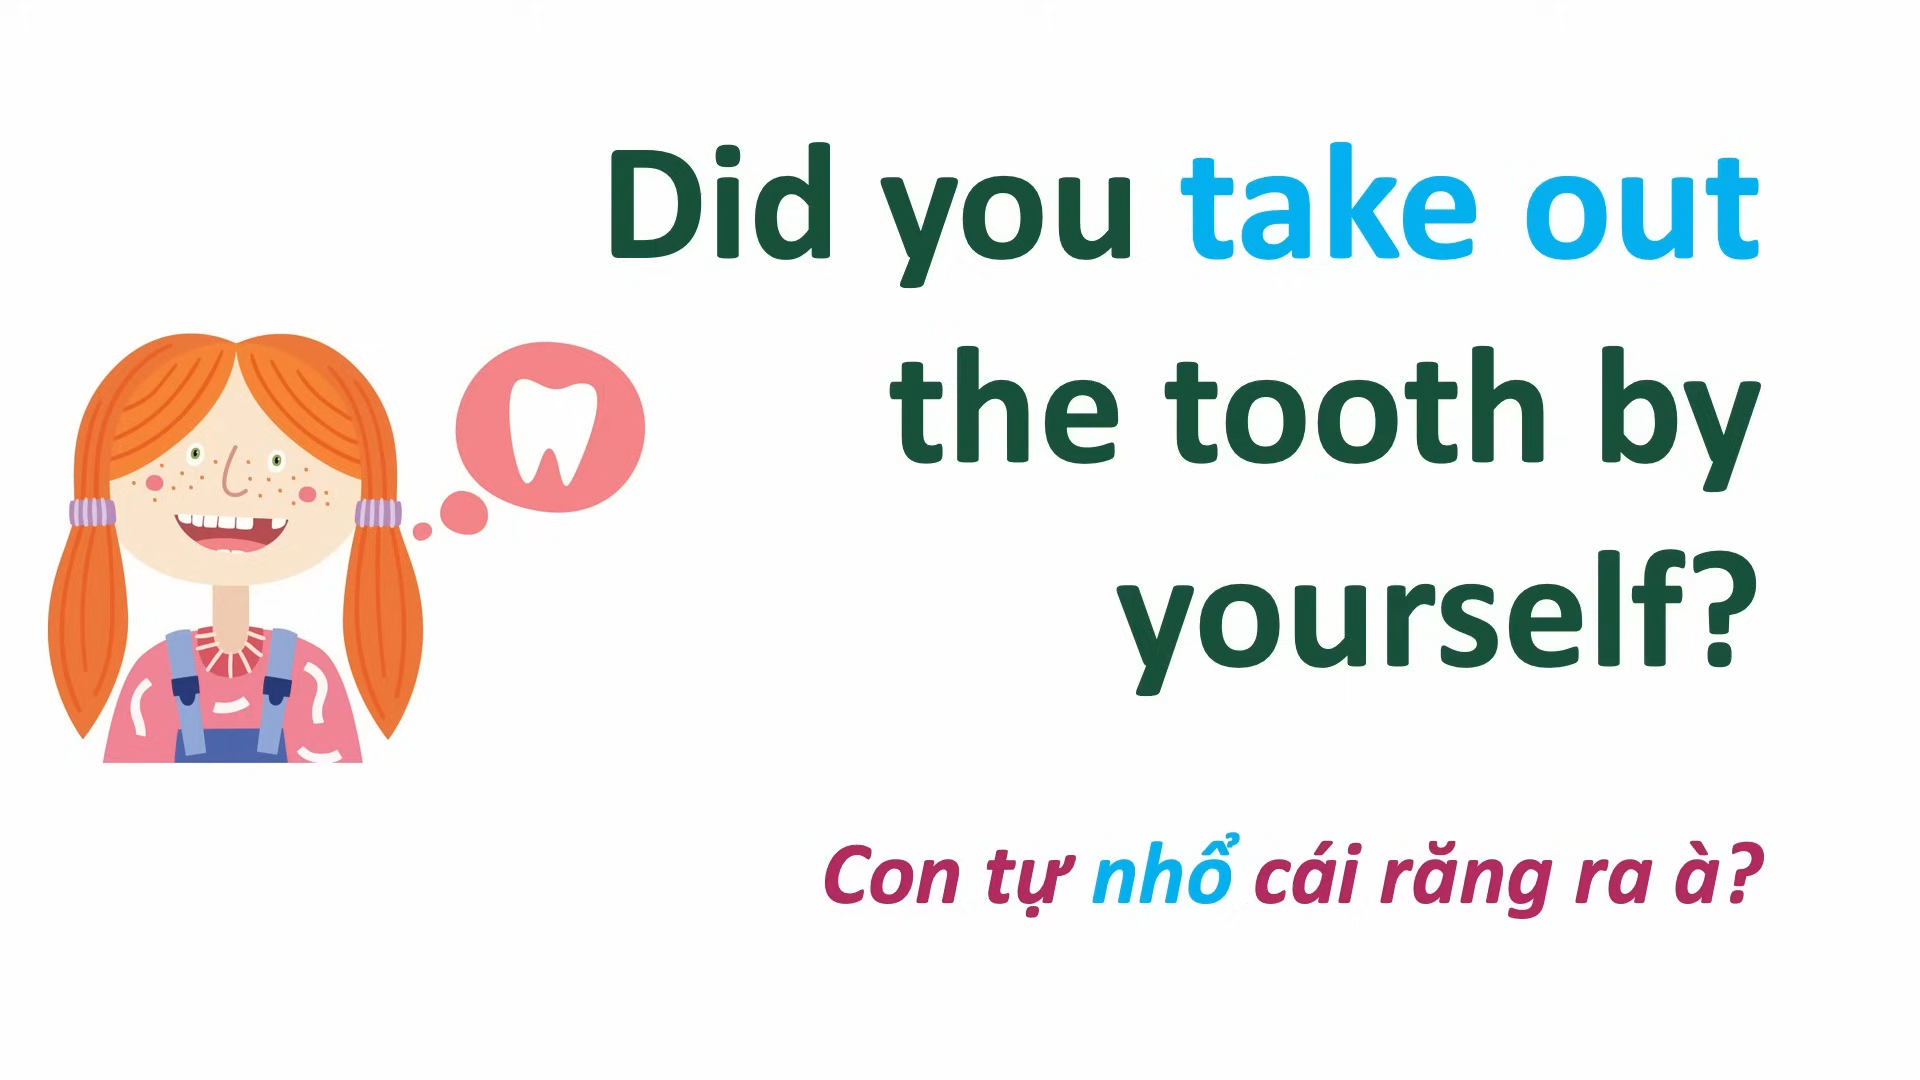 Did you take out
the tooth by
yourself?
Con tự nhổ cái răng ra à?